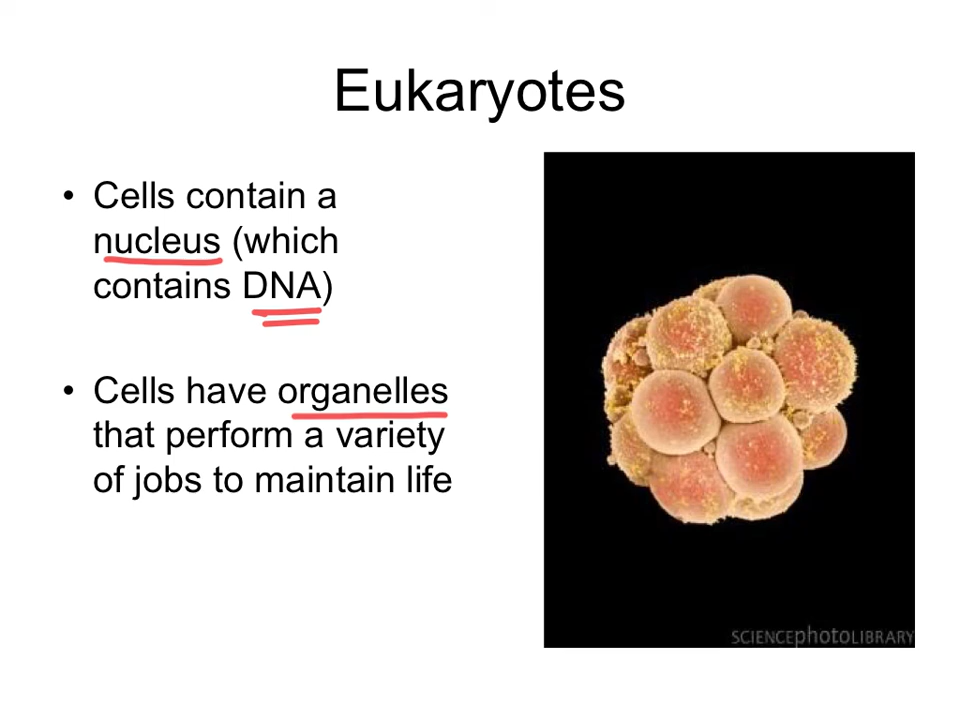 Eukaryotes
• Cells contain a
nucleus (which
contains DNA)
• Cells have organelles
that perform a variety
of jobs to maintain life
SCIENCEphotoLIBRARY